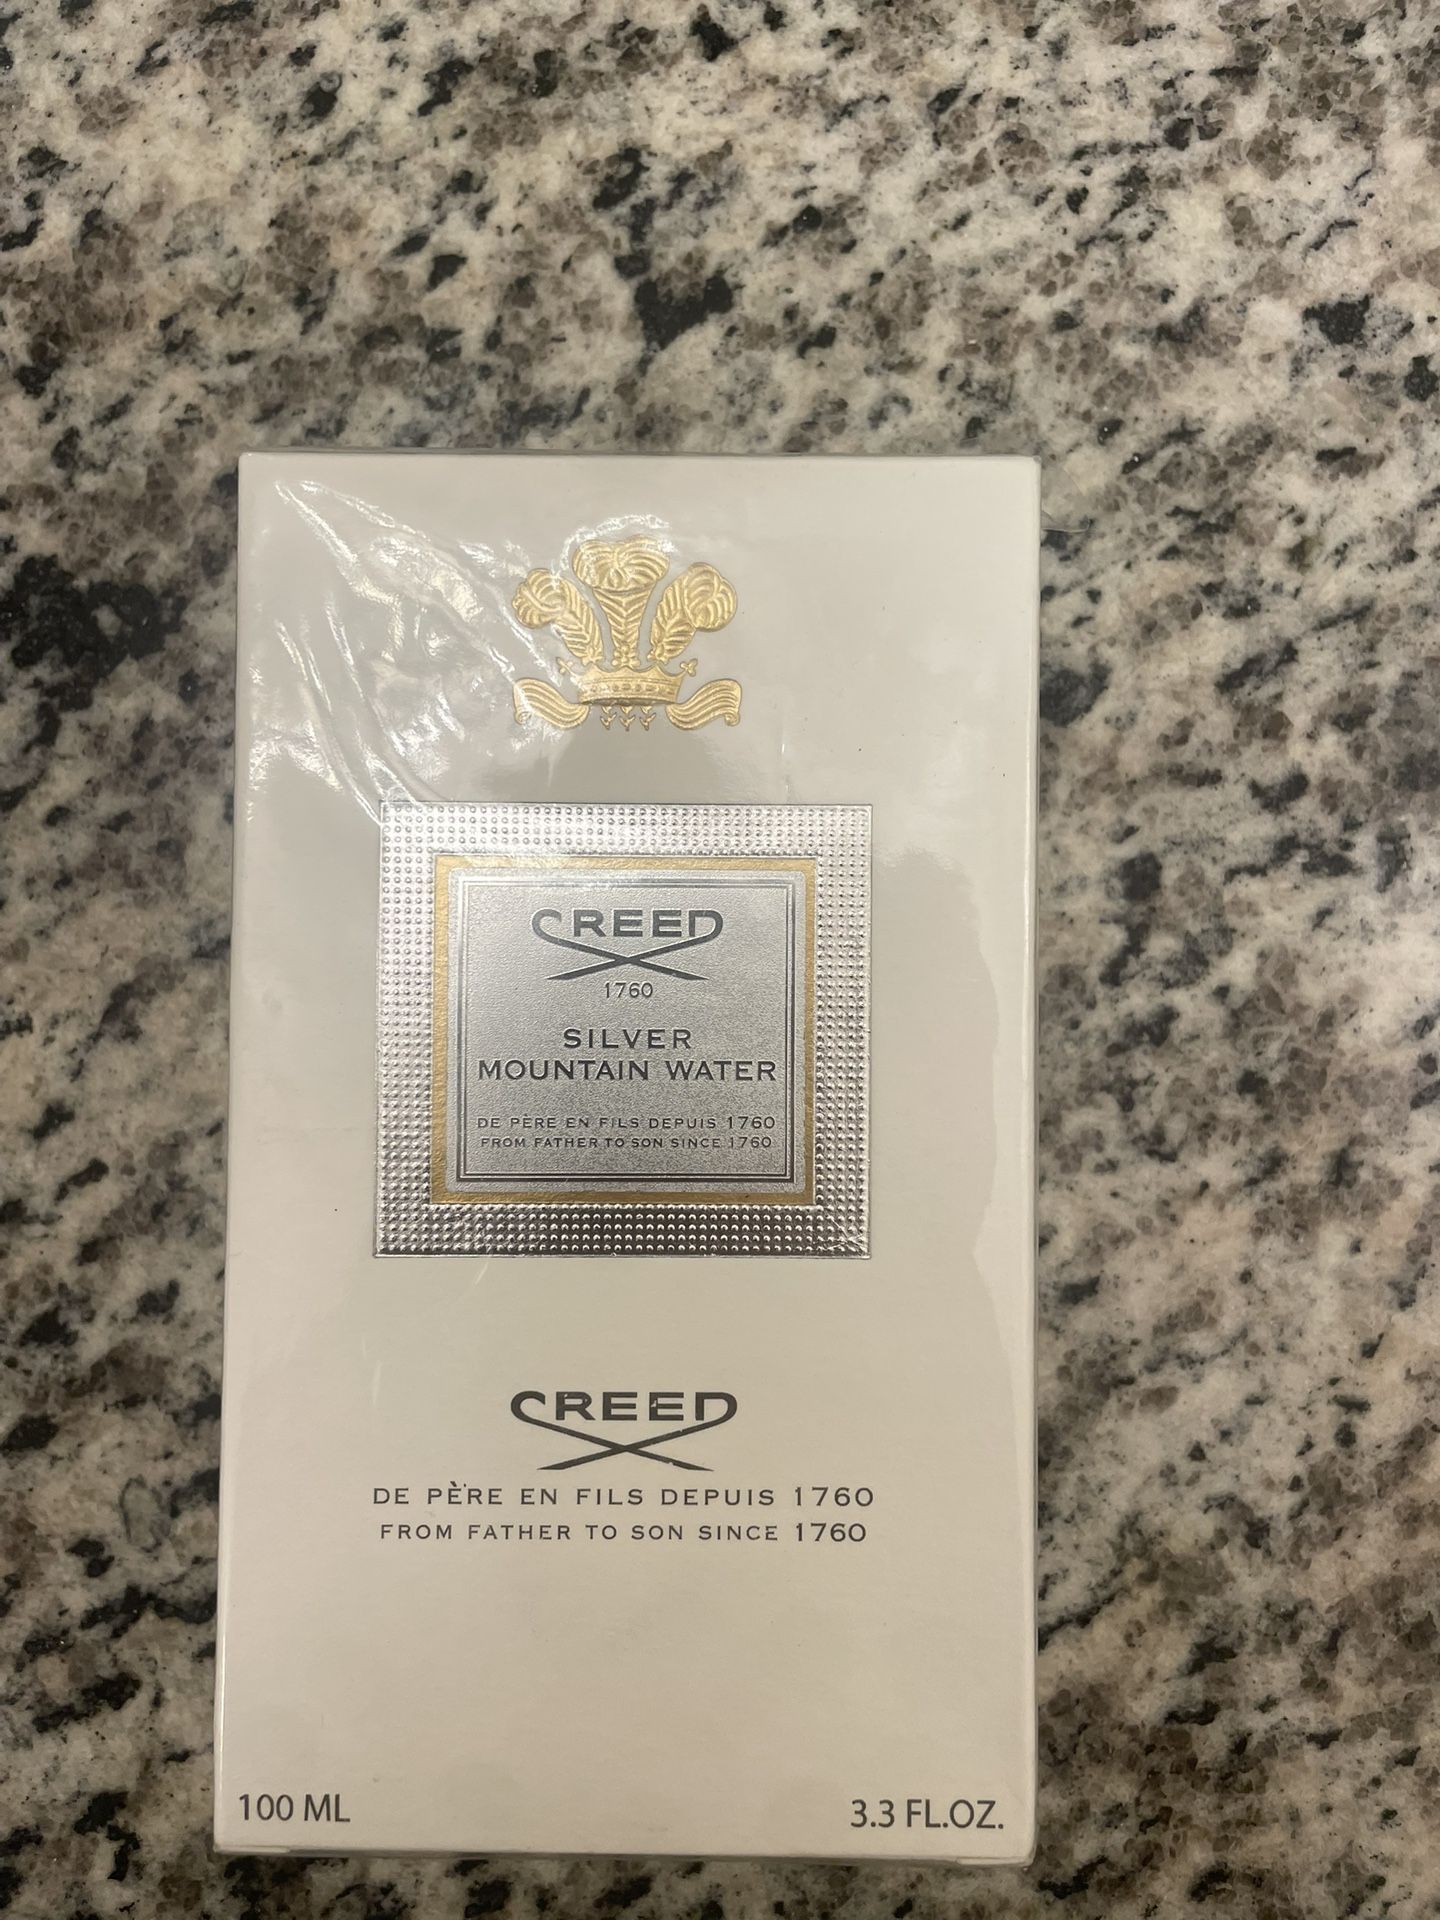 CREED
1760
SILVER
MOUNTAIN WATER
DE PÈRE EN FILS DEPUIS 1760
FROM FATHER TO SON SINCE 1760
CREED
DE PÈRE EN FILS DEPUIS 1760
FROM FATHER TO SON SINCE 1760
100 ML
3.3 FL.OZ.